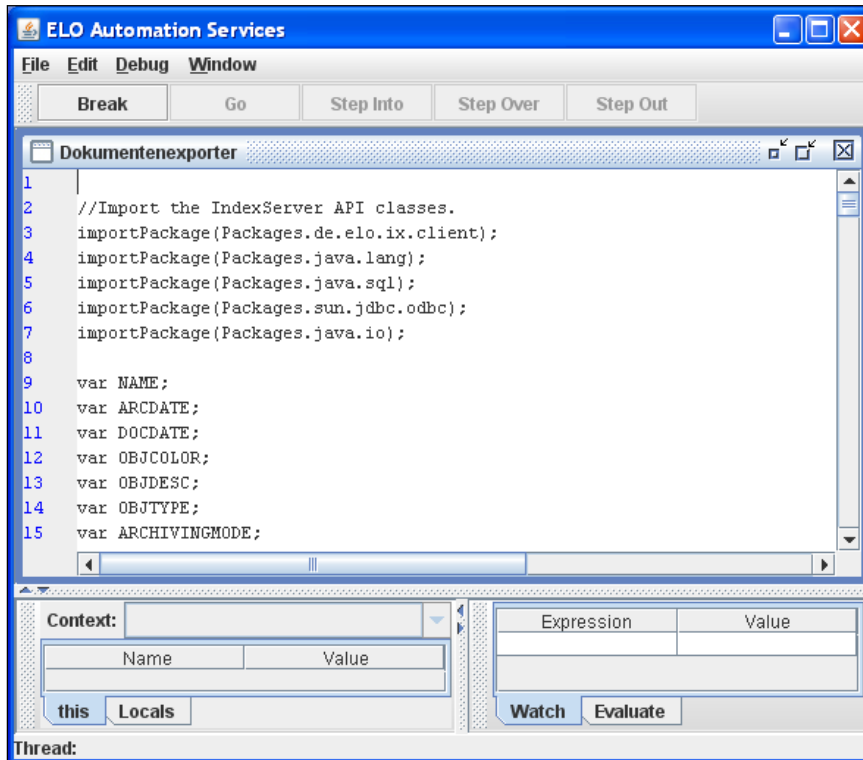 ELO Automation Services
File Edit Debug Window
Break Go Step Into Step Over Step Out
Dokumentenexporter
1
2 //Import the IndexServer API classes.
3 importPackage(Packages.de.elo.ix.client);
4 importPackage(Packages.java.lang);
5 importPackage(Packages.java.sql);
6 importPackage(Packages.sun.jdbc.odbc);
7 importPackage(Packages.java.io);
8
9 var NAME;
10 var ARCDATE;
11 var DOCDATE;
12 var OBJCOLOR;
13 var OBJDESC;
14 var OBJTYPE;
15 var ARCHIVINGMODE;
Context:
Name Value
this Locals
Expression Value
Watch Evaluate
Thread: